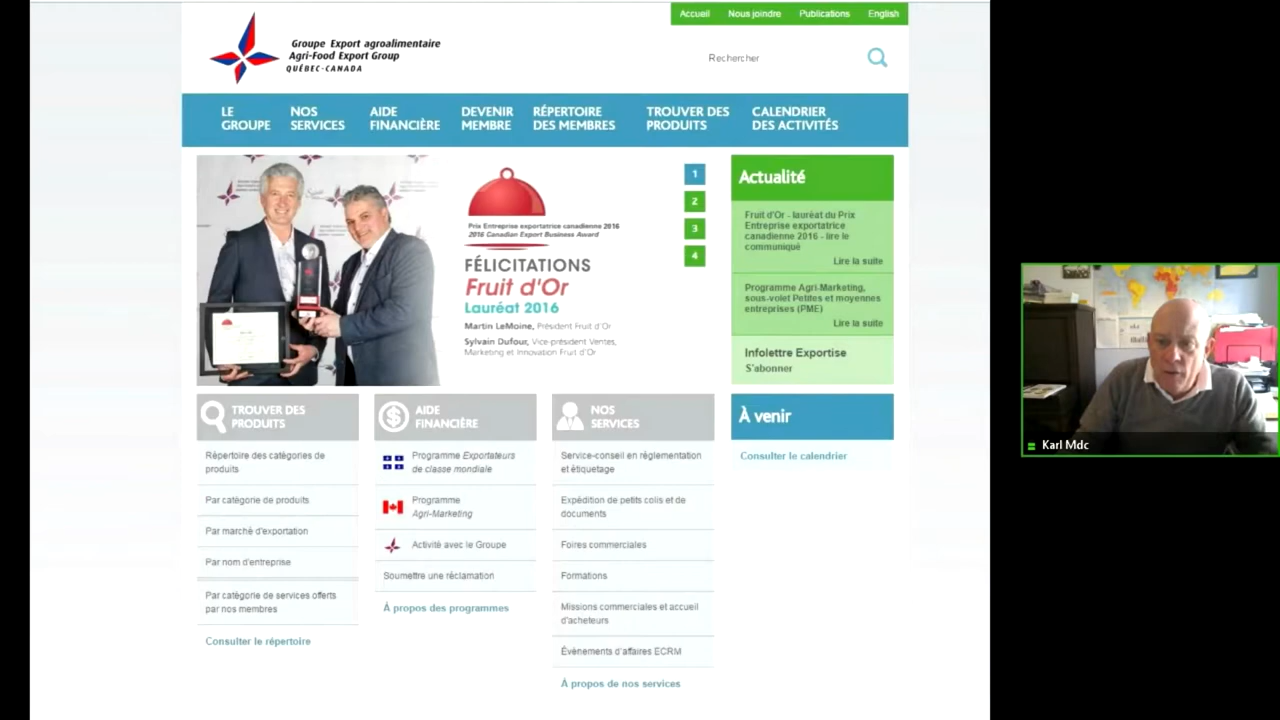 Accueil Nous joindre Publications English
Groupe Export agroalimentaire
Agri-Food Export Group
QUÉBEC-CANADA
Rechercher
LE GROUPE
NOS SERVICES
AIDE FINANCIÈRE
DEVENIR MEMBRE
RÉPERTOIRE DES MEMBRES
TROUVER DES PRODUITS
CALENDRIER DES ACTIVITÉS
Prix Entreprise exportatrice canadienne 2016
2016 Canadian Export Business Award
FÉLICITATIONS
Fruit d'Or
Lauréat 2016
Martin LeMoine, Président Fruit d'Or
Sylvain Dufour, Vice-président Ventes,
Marketing et Innovation Fruit d'Or
1
2
3
4
Actualité
Fruit d'Or - lauréat du Prix
Entreprise exportatrice
canadienne 2016 - lire le
communiqué
Lire la suite
Programme Agri-Marketing,
sous-volet Petites et moyennes
entreprises (PME)
Lire la suite
Infolettre Exportise
S'abonner
TROUVER DES
PRODUITS
Répertoire des catégories de
produits
Par catégorie de produits
Par marché d'exportation
Par nom d'entreprise
Par catégorie de services offerts
par nos membres
Consulter le répertoire
AIDE
FINANCIÈRE
Programme Exportateurs
de classe mondiale
Programme
Agri-Marketing
Activité avec le Groupe
Soumettre une réclamation
À propos des programmes
NOS
SERVICES
Service-conseil en réglementation
et étiquetage
Expédition de petits colis et de
documents
Foires commerciales
Formations
Missions commerciales et accueil
d'acheteurs
Évènements d'affaires ECRM
À propos de nos services
À venir
Consulter le calendrier
Karl Mdc